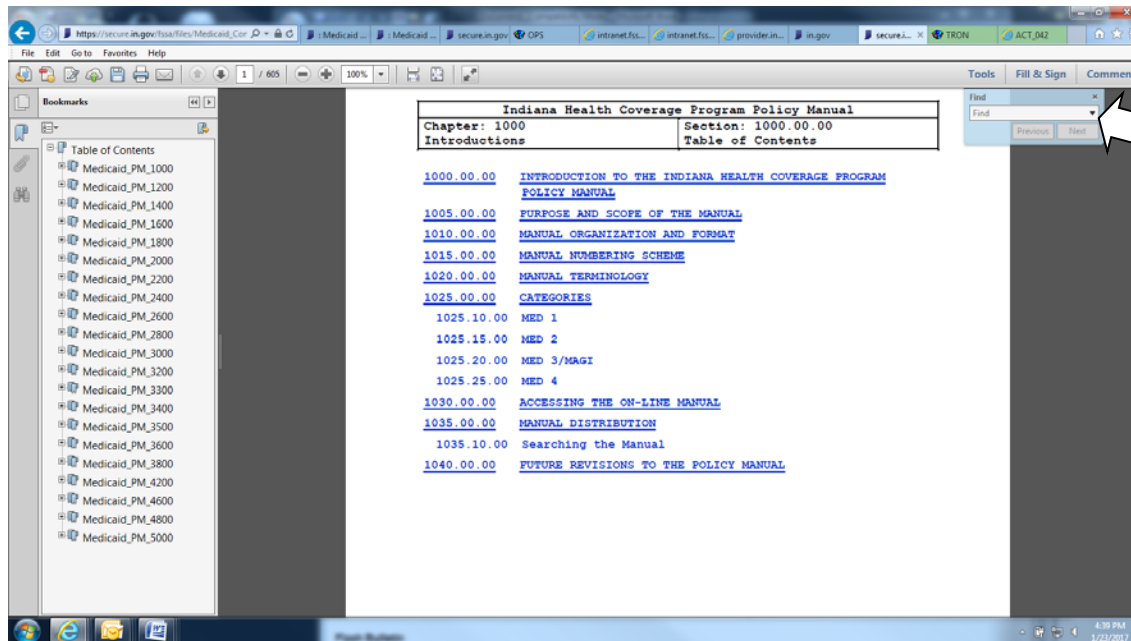 4:39 PM
https://secure.in.gov/fssa/files/Medicaid_Cor
: Medicaid ...
: Medicaid ...
secure.in.gov
OPS
intranet.fss...
intranet.fss...
provider.in...
in.gov
secure.i...
TRON
ACT_042
File Edit Go to Favorites Help
1 / 605
100%
Tools
Fill & Sign
Commen
Bookmarks
Table of Contents
Medicaid_PM_1000
Medicaid_PM_1200
Medicaid_PM_1400
Medicaid_PM_1600
Medicaid_PM_1800
Medicaid_PM_2000
Medicaid_PM_2200
Medicaid_PM_2400
Medicaid_PM_2600
Medicaid_PM_2800
Medicaid_PM_3000
Medicaid_PM_3200
Medicaid_PM_3300
Medicaid_PM_3400
Medicaid_PM_3500
Medicaid_PM_3600
Medicaid_PM_3800
Medicaid_PM_4200
Medicaid_PM_4600
Medicaid_PM_4800
Medicaid_PM_5000
Indiana Health Coverage Program Policy Manual
Chapter: 1000 Section: 1000.00.00
Introductions Table of Contents
1000.00.00 INTRODUCTION TO THE INDIANA HEALTH COVERAGE PROGRAM
POLICY MANUAL
1005.00.00 PURPOSE AND SCOPE OF THE MANUAL
1010.00.00 MANUAL ORGANIZATION AND FORMAT
1015.00.00 MANUAL NUMBERING SCHEME
1020.00.00 MANUAL TERMINOLOGY
1025.00.00 CATEGORIES
1025.10.00 MED 1
1025.15.00 MED 2
1025.20.00 MED 3/MAGI
1025.25.00 MED 4
1030.00.00 ACCESSING THE ON-LINE MANUAL
1035.00.00 MANUAL DISTRIBUTION
1035.10.00 Searching the Manual
1040.00.00 FUTURE REVISIONS TO THE POLICY MANUAL
Find
Find
Previous Next
Flash Bulletin
4:39 PM
1/23/2017